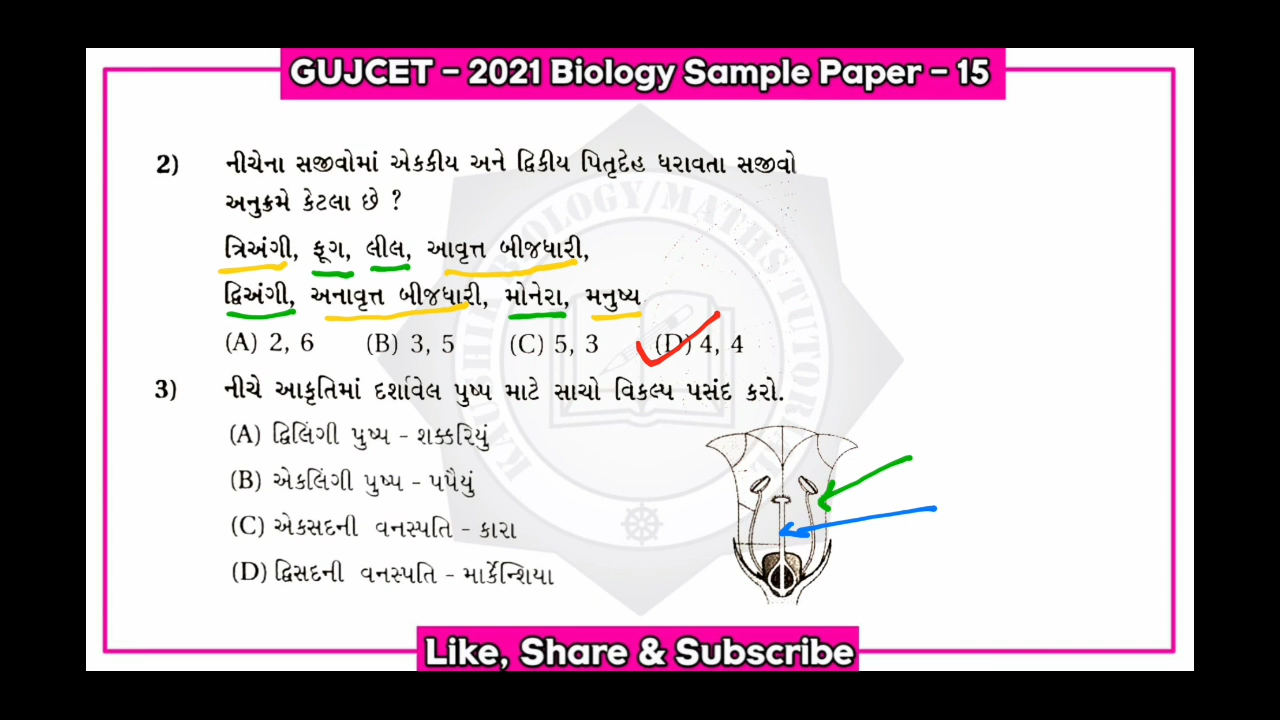 GUJCET – 2021 Biology Sample Paper – 15
2) નીચેના સજીવોમાં એકકીય અને દ્વિકીય પિતૃદેહ ધરાવતા સજીવો
અનુક્રમે કેટલા છે ?
ત્રિઅંગી, ફૂગ, લીલ, આવૃત્ત બીજધારી,
દ્વિઅંગી, અનાવૃત્ત બીજધારી, મોનેરા, મનુષ્ય
(A) 2, 6 (B) 3, 5 (C) 5, 3 (D) 4, 4
3) નીચે આકૃતિમાં દર્શાવેલ પુષ્પ માટે સાચો વિકલ્પ પસંદ કરો.
(A) દ્વિલિંગી પુષ્પ – શક્કરિયું
(B) એકલિંગી પુષ્પ – પપૈયું
(C) એકસદની વનસ્પતિ – કારા
(D) દ્વિસદની વનસ્પતિ – માર્કેન્શિયા
Like, Share & Subscribe